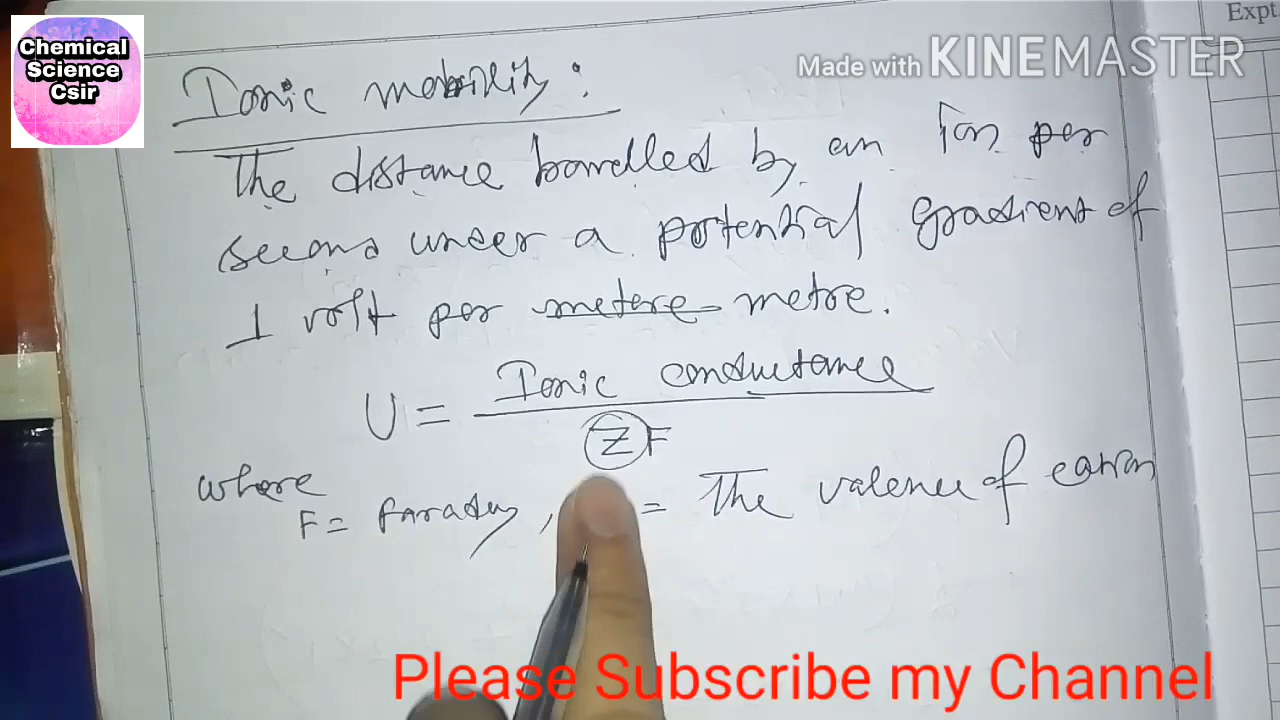 Chemical
Science
Csir
Made with KINEMASTER
Expt
Ionic mobility :
The distance travelled by an Ion per
second under a potential gradient of
1 volt per metere metre.
U = Ionic conductance
ZF
where
F = Faraday, = The valence of cation
Please Subscribe my Channel